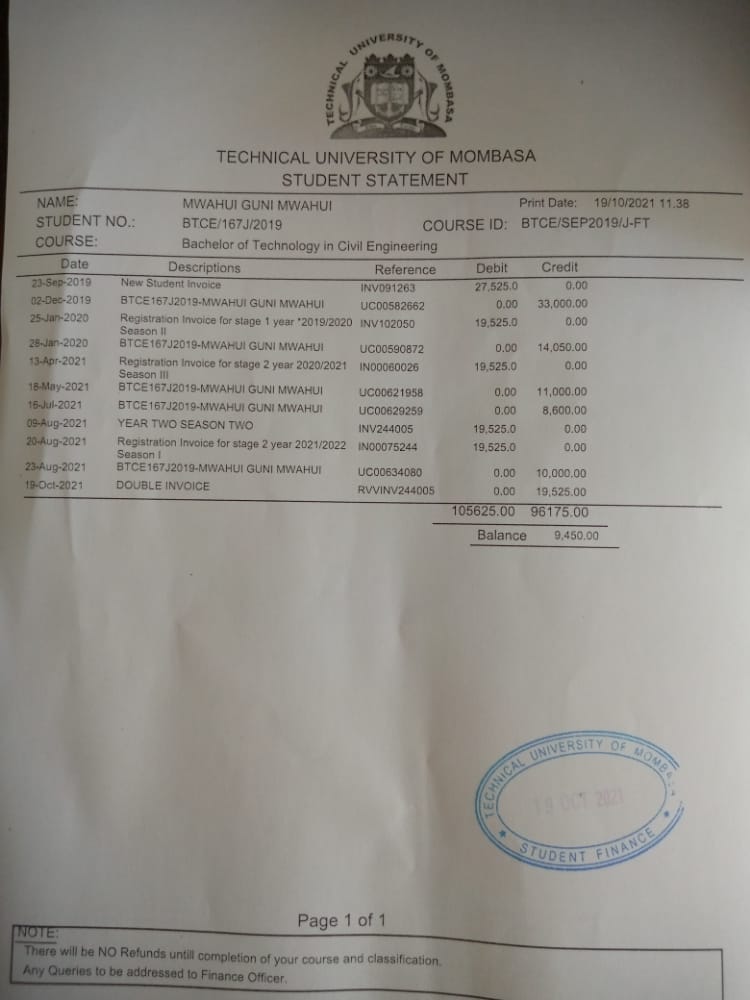 TECHNICAL UNIVERSITY OF MOMBASA
TECHNICAL UNIVERSITY OF MOMBASA
STUDENT STATEMENT
NAME: MWAHUI GUNI MWAHUI Print Date: 19/10/2021 11.38
STUDENT NO.: BTCE/167J/2019 COURSE ID: BTCE/SEP2019/J-FT
COURSE: Bachelor of Technology in Civil Engineering
Date Descriptions Reference Debit Credit
23-Sep-2019 New Student Invoice INV091263 27,525.0 0.00
02-Dec-2019 BTCE167J2019-MWAHUI GUNI MWAHUI UC00582662 0.00 33,000.00
25-Jan-2020 Registration Invoice for stage 1 year *2019/2020 INV102050 19,525.0 0.00
Season II
28-Jan-2020 BTCE167J2019-MWAHUI GUNI MWAHUI UC00590872 0.00 14,050.00
13-Apr-2021 Registration Invoice for stage 2 year 2020/2021 IN00060026 19,525.0 0.00
Season III
18-May-2021 BTCE167J2019-MWAHUI GUNI MWAHUI UC00621958 0.00 11,000.00
16-Jul-2021 BTCE167J2019-MWAHUI GUNI MWAHUI UC00629259 0.00 8,600.00
09-Aug-2021 YEAR TWO SEASON TWO INV244005 19,525.0 0.00
20-Aug-2021 Registration Invoice for stage 2 year 2021/2022 IN00075244 19,525.0 0.00
Season I
23-Aug-2021 BTCE167J2019-MWAHUI GUNI MWAHUI UC00634080 0.00 10,000.00
19-Oct-2021 DOUBLE INVOICE RVVINV244005 0.00 19,525.00
105625.00 96175.00
Balance 9,450.00
TECHNICAL UNIVERSITY OF MOMBASA
19 OCT 2021
STUDENT FINANCE
Page 1 of 1
NOTE:
There will be NO Refunds untill completion of your course and classification.
Any Queries to be addressed to Finance Officer.